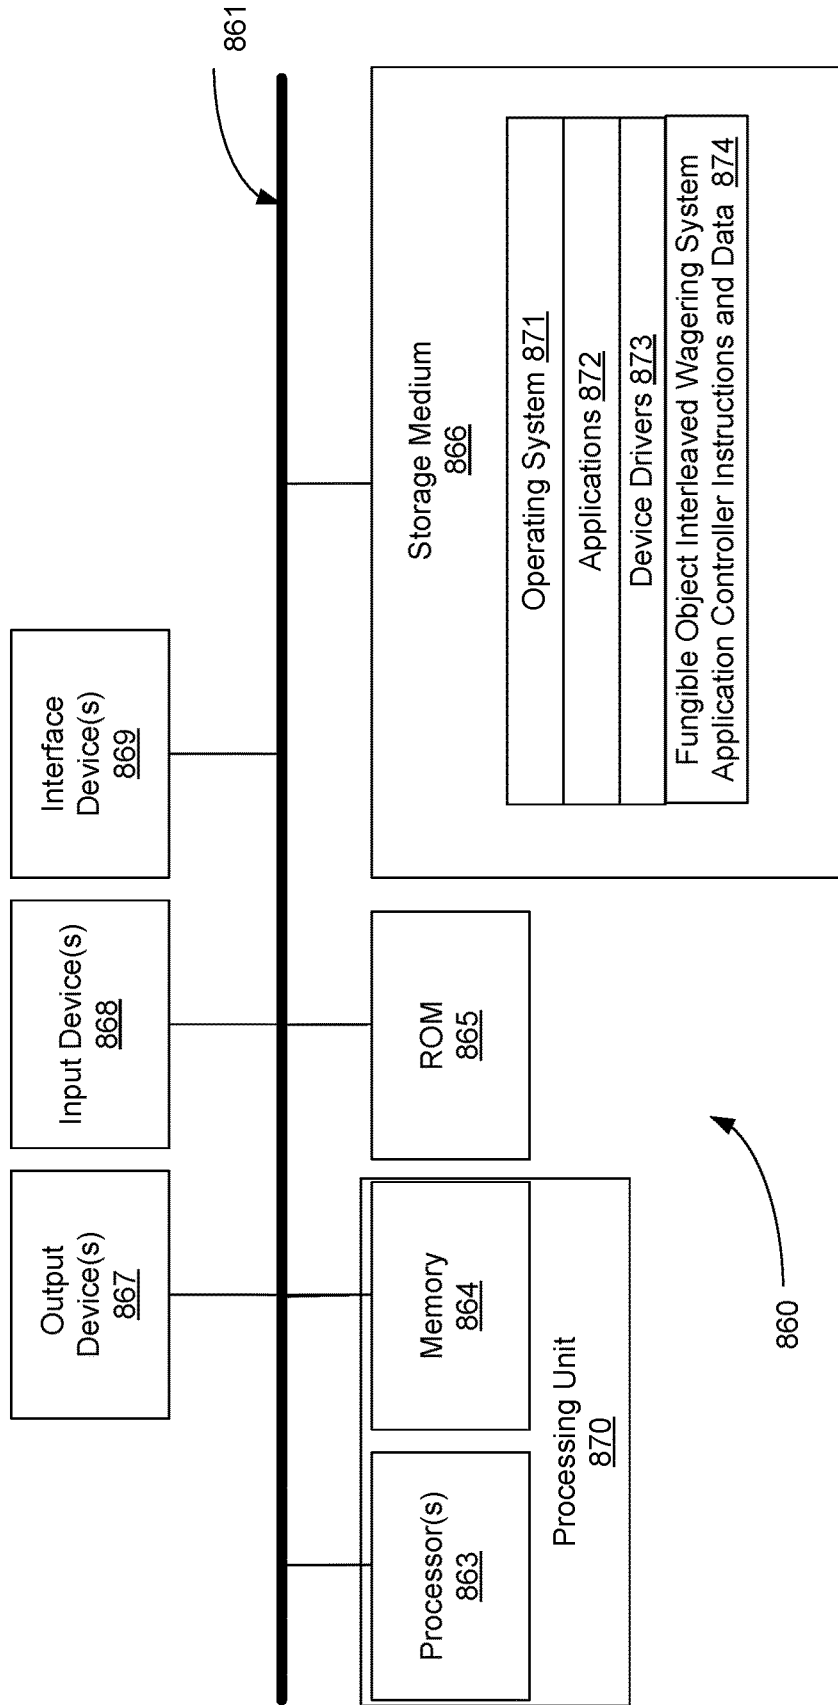 861
Output
Device(s)
867
Input Device(s)
868
Interface
Device(s)
869
Processor(s)
863
Memory
864
Processing Unit
870
ROM
865
Storage Medium
866
Operating System 871
Applications 872
Device Drivers 873
Fungible Object Interleaved Wagering System
Application Controller Instructions and Data 874
860